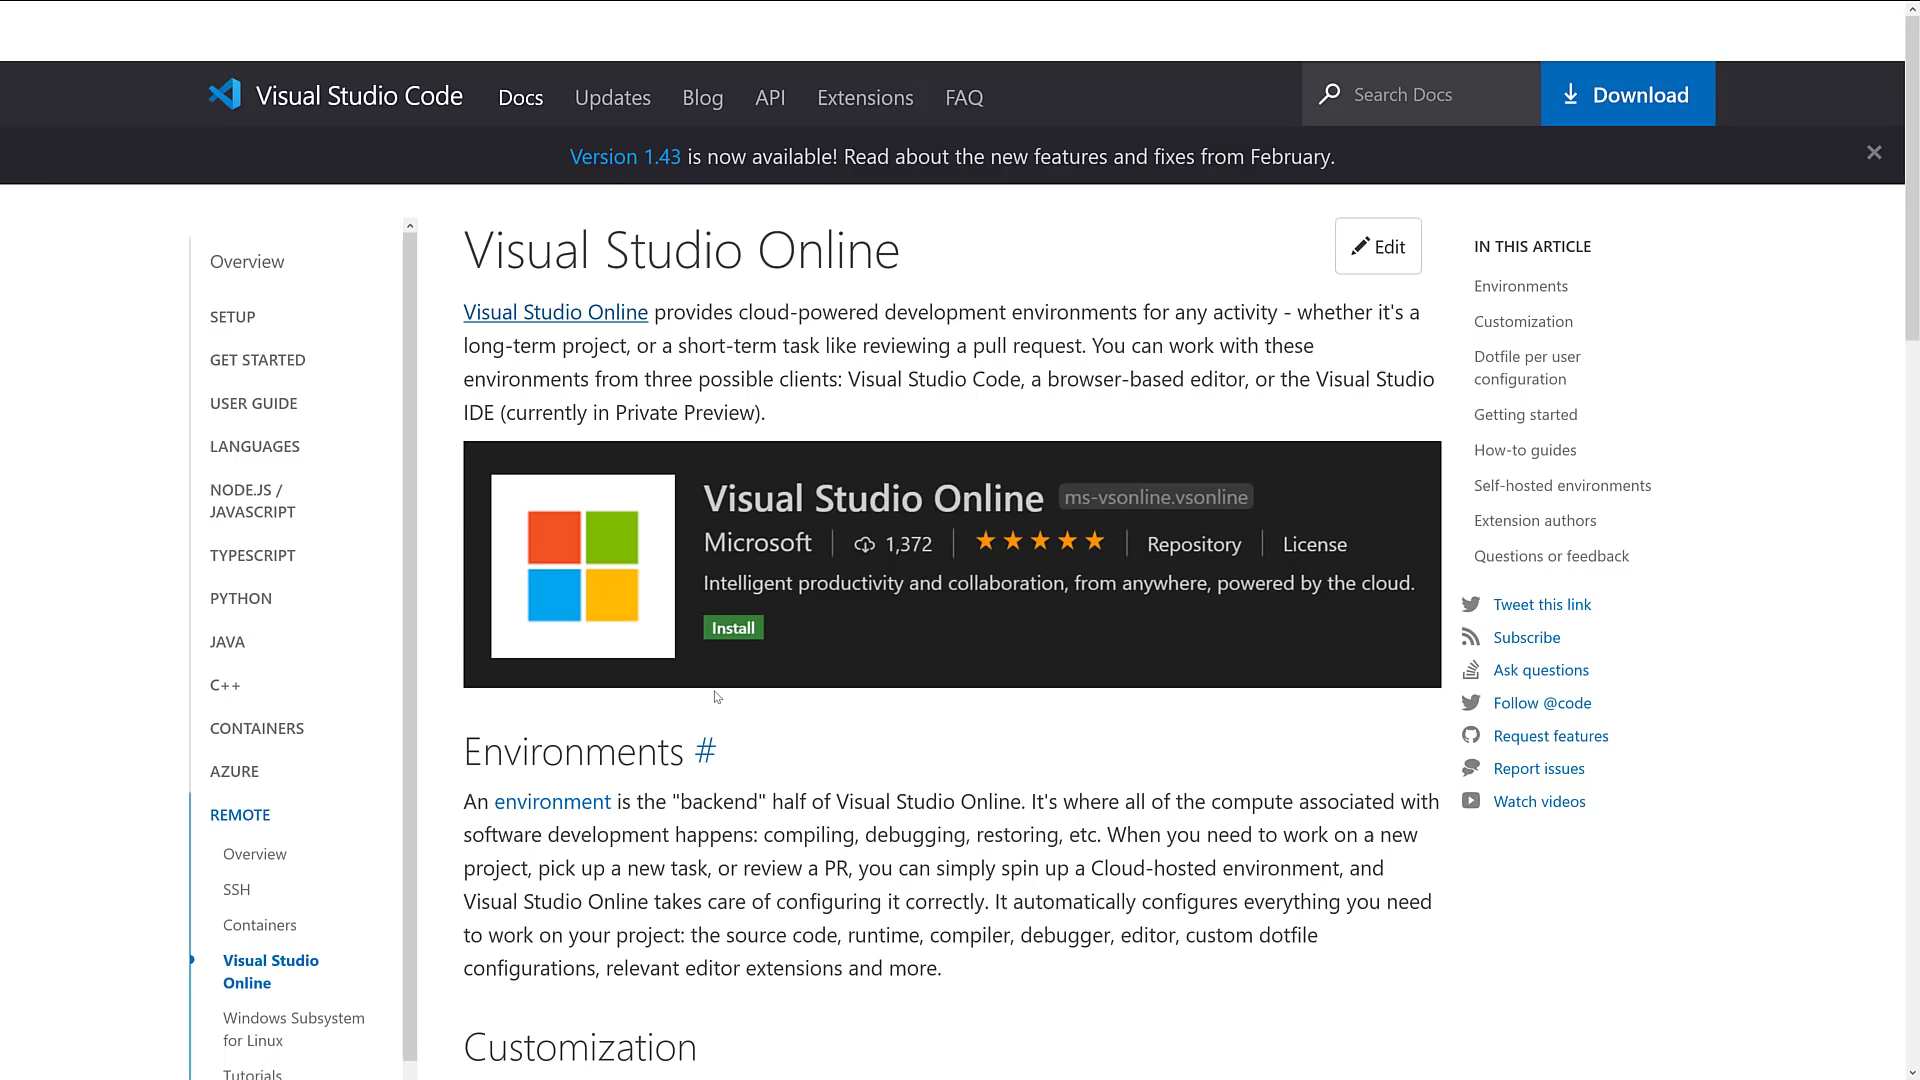 Visual Studio Code
Docs
Updates
Blog
API
Extensions
FAQ
Search Docs
Download
Version 1.43 is now available! Read about the new features and fixes from February.
Overview
SETUP
GET STARTED
USER GUIDE
LANGUAGES
NODE.JS /
JAVASCRIPT
TYPESCRIPT
PYTHON
JAVA
C++
CONTAINERS
AZURE
REMOTE
Overview
SSH
Containers
Visual Studio
Online
Windows Subsystem
for Linux
Tutorials
Visual Studio Online
Edit
Visual Studio Online provides cloud-powered development environments for any activity - whether it's a
long-term project, or a short-term task like reviewing a pull request. You can work with these
environments from three possible clients: Visual Studio Code, a browser-based editor, or the Visual Studio
IDE (currently in Private Preview).
Visual Studio Online ms-vsonline.vsonline
Microsoft 1,372 Repository License
Intelligent productivity and collaboration, from anywhere, powered by the cloud.
Install
Environments #
An environment is the "backend" half of Visual Studio Online. It's where all of the compute associated with
software development happens: compiling, debugging, restoring, etc. When you need to work on a new
project, pick up a new task, or review a PR, you can simply spin up a Cloud-hosted environment, and
Visual Studio Online takes care of configuring it correctly. It automatically configures everything you need
to work on your project: the source code, runtime, compiler, debugger, editor, custom dotfile
configurations, relevant editor extensions and more.
Customization
IN THIS ARTICLE
Environments
Customization
Dotfile per user
configuration
Getting started
How-to guides
Self-hosted environments
Extension authors
Questions or feedback
Tweet this link
Subscribe
Ask questions
Follow @code
Request features
Report issues
Watch videos